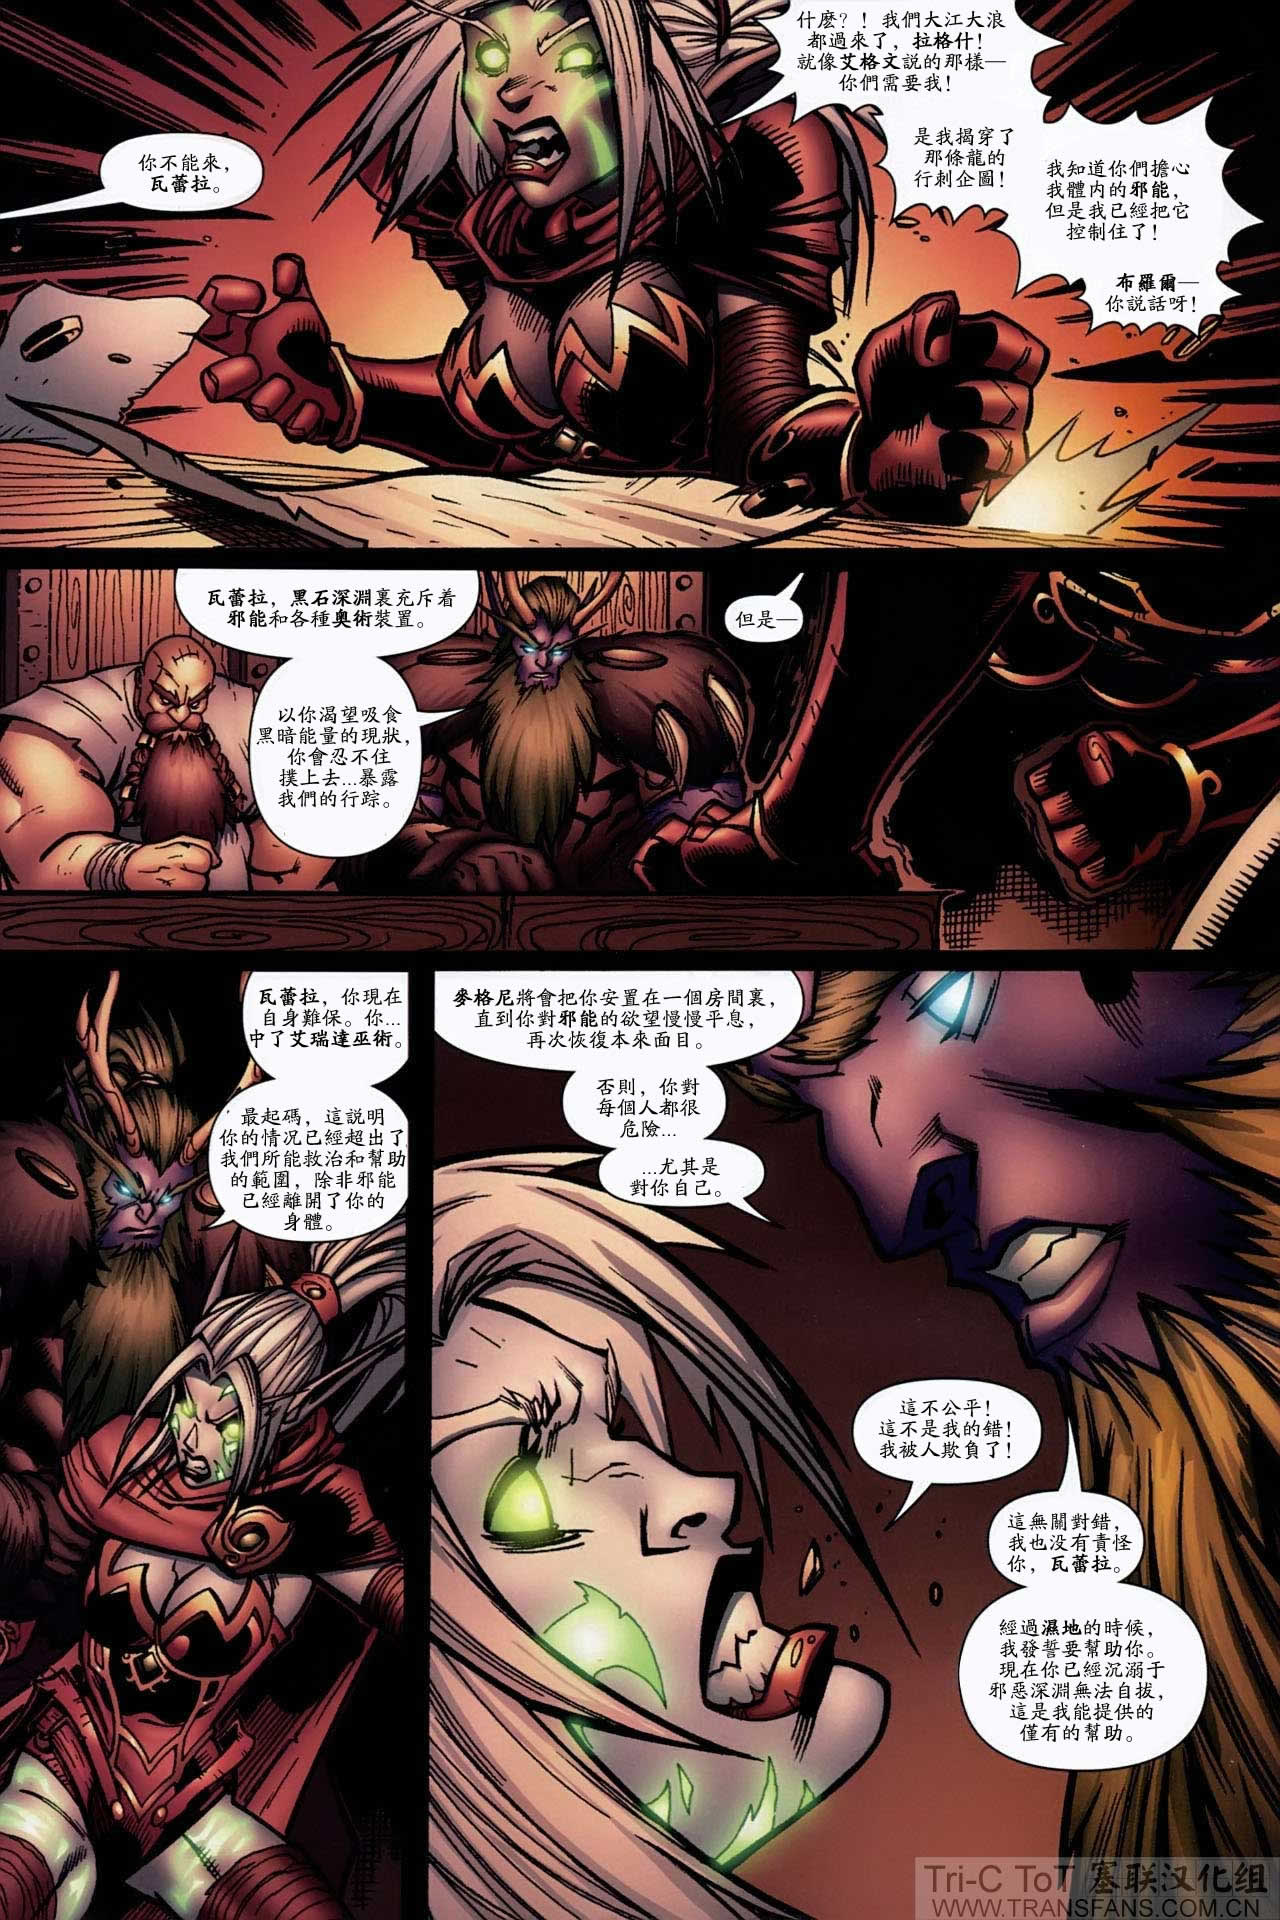 你不能來，
瓦蕾拉。
什麽？！我們大江大浪
都過來了，拉格什！
就像艾格文説的那樣—
你們需要我！
是我揭穿了
那條龍的
行刺企圖！
我知道你們擔心
我體内的邪能，
但是我已經把它
控制住了！
布羅爾—
你説話呀！
瓦蕾拉，黑石深淵裏充斥着
邪能和各種奥術裝置。
以你渴望吸食
黑暗能量的現狀，
你會忍不住
撲上去...暴露
我們的行踪。
但是—
瓦蕾拉，你現在
自身難保。你...
中了艾瑞達巫術。
最起碼，這説明
你的情况已經超出了
我們所能救治和幫助
的範圍，除非邪能
已經離開了你的
身體。
麥格尼將會把你安置在一個房間裏，
直到你對邪能的欲望慢慢平息，
再次恢復本來面目。
否則，你對
每個人都很
危險...
...尤其是
對你自己。
這不公平！
這不是我的錯！
我被人欺負了！
這無關對錯，
我也没有責怪
你，瓦蕾拉。
經過濕地的時候，
我發誓要幫助你。
現在你已經沉溺于
邪惡深淵無法自拔，
這是我能提供的
僅有的幫助。
Tri-C ToT 塞联汉化组
WWW.TRANSFANS.COM.CN